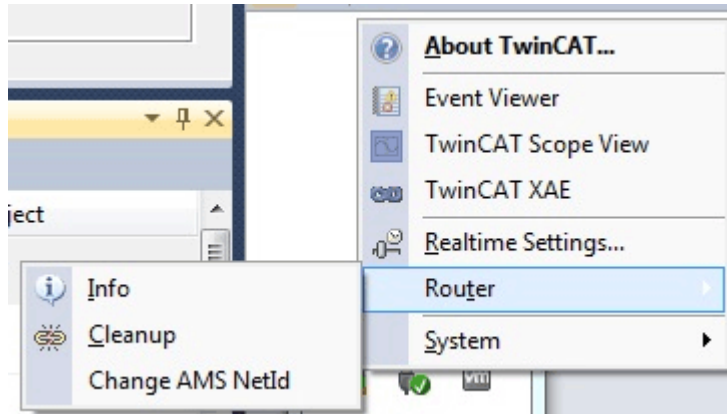 About TwinCAT...
Event Viewer
TwinCAT Scope View
TwinCAT XAE
Realtime Settings...
Router
System
ject
Info
Cleanup
Change AMS NetId